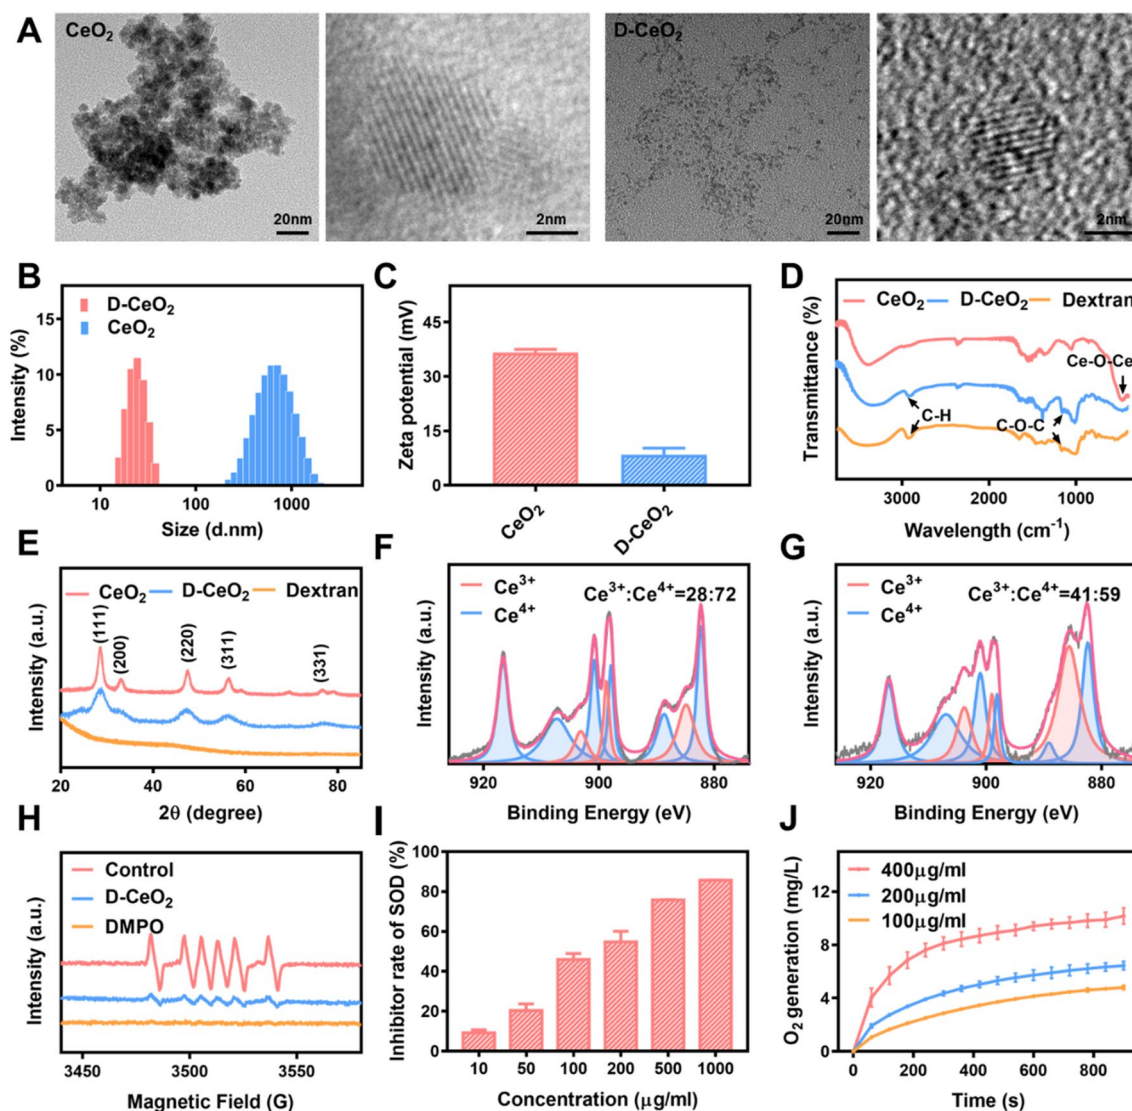 A
CeO2
20nm
2nm
D-CeO2
20nm
2nm
B
D-CeO2
CeO2
15
10
5
0
Intensity (%)
10 100 1000
Size (d.nm)
C
45
30
15
0
Zeta potential (mV)
CeO2 D-CeO2
D
CeO2 D-CeO2 Dextran
Ce-O-Ce
C-H
C-O-C
Transmittance (%)
3000 2000 1000
Wavelength (cm-1)
E
CeO2 D-CeO2 Dextran
(111)
(200)
(220)
(311)
(331)
Intensity (a.u.)
20 40 60 80
2θ (degree)
F
Ce3+
Ce4+
Ce3+:Ce4+=28:72
Intensity (a.u.)
920 900 880
Binding Energy (eV)
G
Ce3+
Ce4+
Ce3+:Ce4+=41:59
Intensity (a.u.)
920 900 880
Binding Energy (eV)
H
Control
D-CeO2
DMPO
Intensity (a.u.)
3450 3500 3550
Magnetic Field (G)
I
100
80
60
40
20
0
Inhibitor rate of SOD (%)
10 50 100 200 500 1000
Concentration (μg/ml)
J
400μg/ml
200μg/ml
100μg/ml
12
8
4
0
O2 generation (mg/L)
0 200 400 600 800
Time (s)